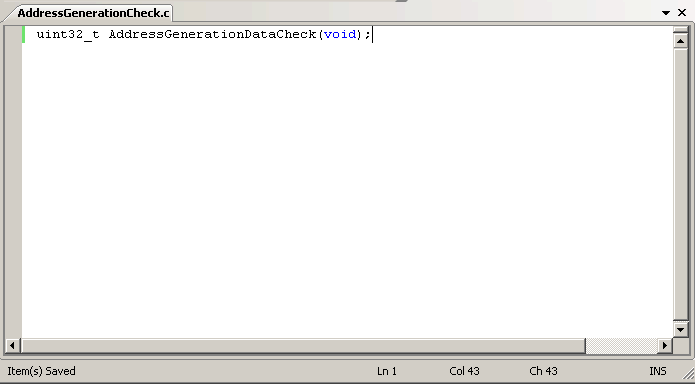 AddressGenerationCheck.c
uint32_t AddressGenerationDataCheck(void);
Item(s) Saved Ln 1 Col 43 Ch 43 INS